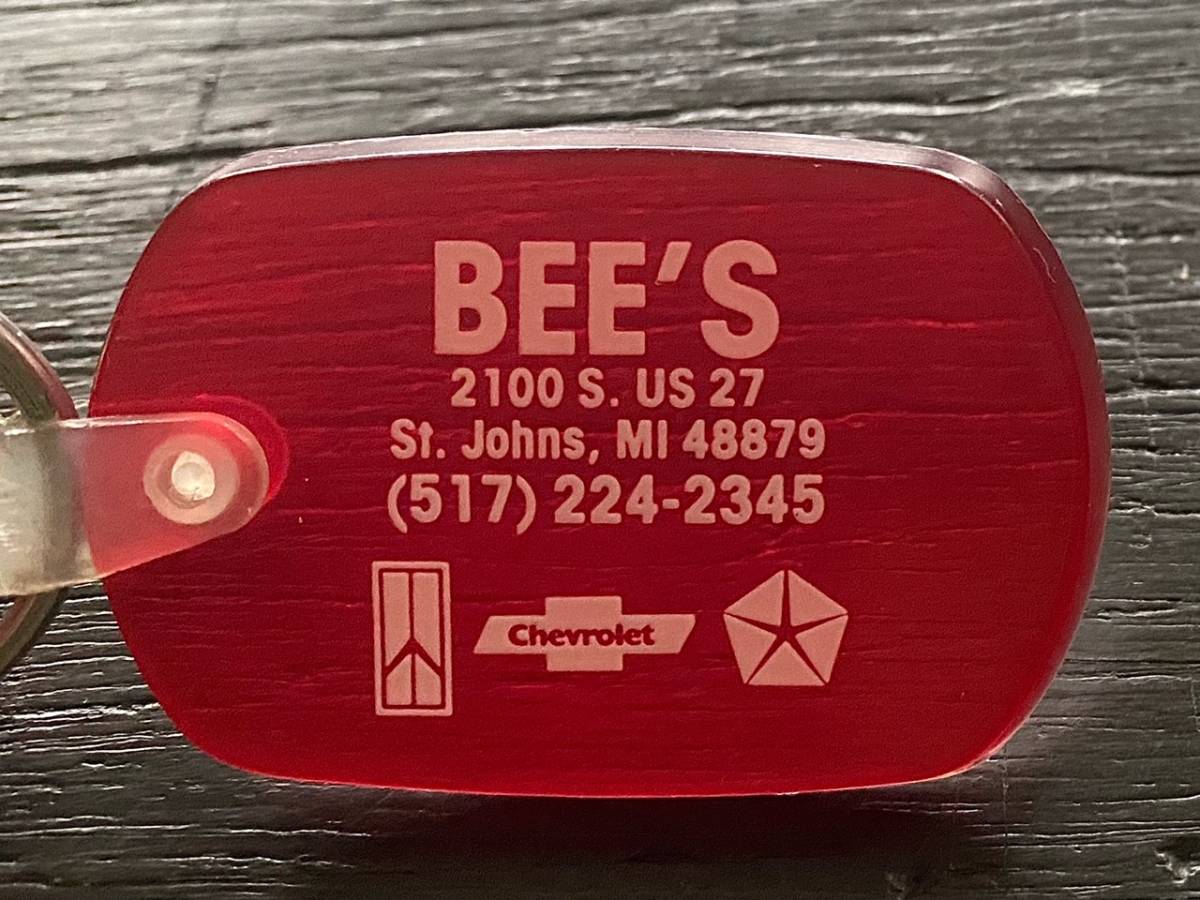 BEE'S
2100 S. US 27
St. Johns, MI 48879
(517) 224-2345
Chevrolet